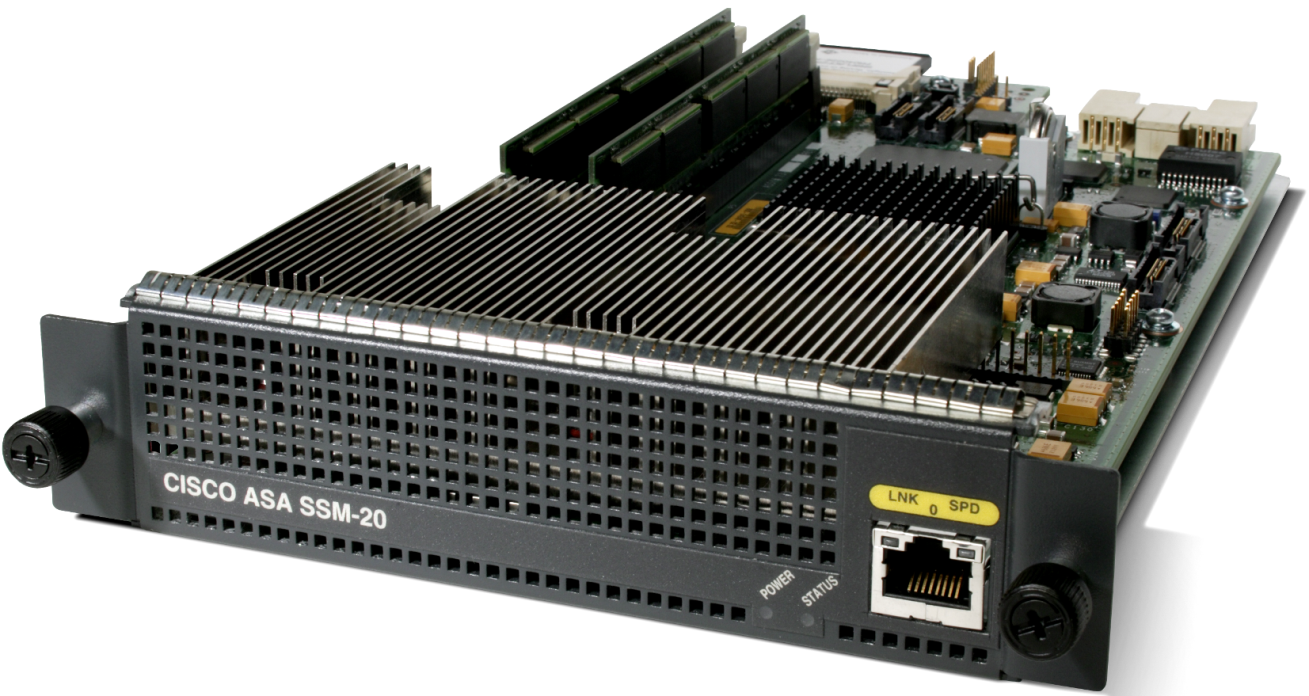 CISCO ASA SSM-20
LNK 0 SPD
POWER
STATUS